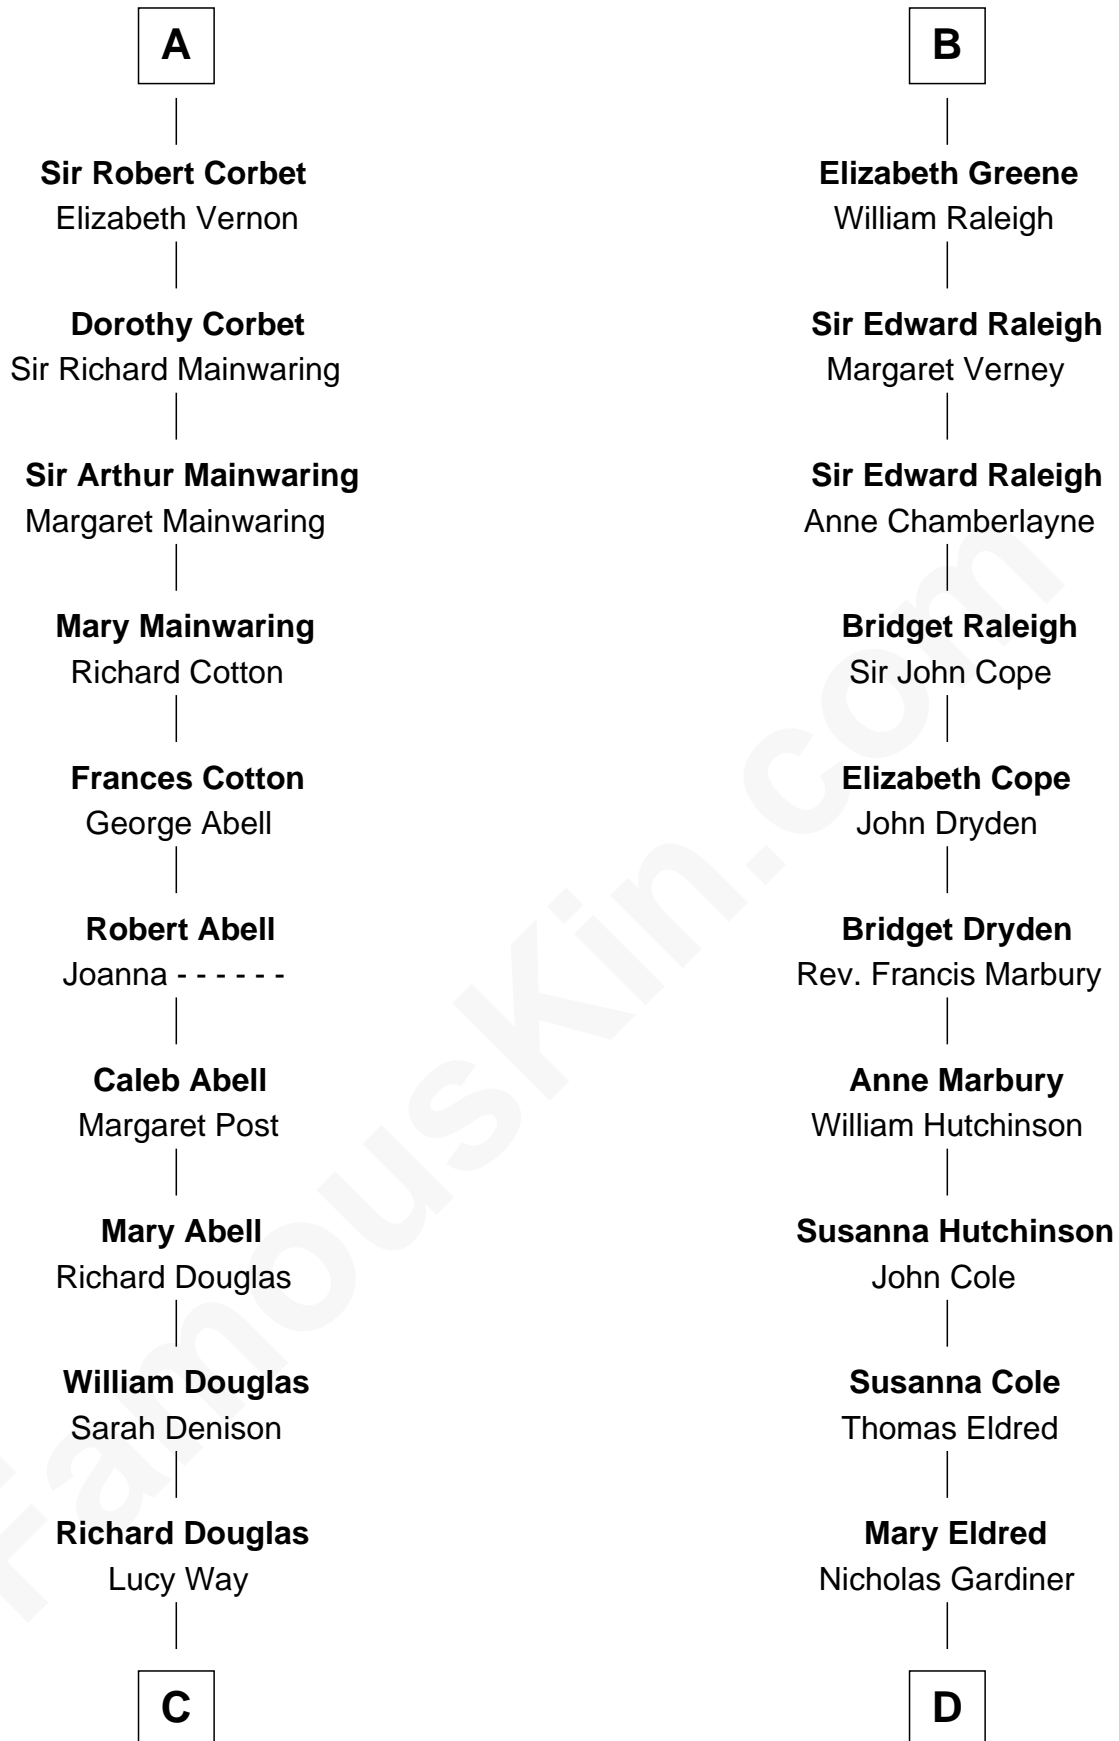 A
Sir Robert Corbet
Elizabeth Vernon
Dorothy Corbet
Sir Richard Mainwaring
Sir Arthur Mainwaring
Margaret Mainwaring
Mary Mainwaring
Richard Cotton
Frances Cotton
George Abell
Robert Abell
Joanna - - - - - -
Caleb Abell
Margaret Post
Mary Abell
Richard Douglas
William Douglas
Sarah Denison
Richard Douglas
Lucy Way
C
B
Elizabeth Greene
William Raleigh
Sir Edward Raleigh
Margaret Verney
Sir Edward Raleigh
Anne Chamberlayne
Bridget Raleigh
Sir John Cope
Elizabeth Cope
John Dryden
Bridget Dryden
Rev. Francis Marbury
Anne Marbury
William Hutchinson
Susanna Hutchinson
John Cole
Susanna Cole
Thomas Eldred
Mary Eldred
Nicholas Gardiner
D
FamousKin.com